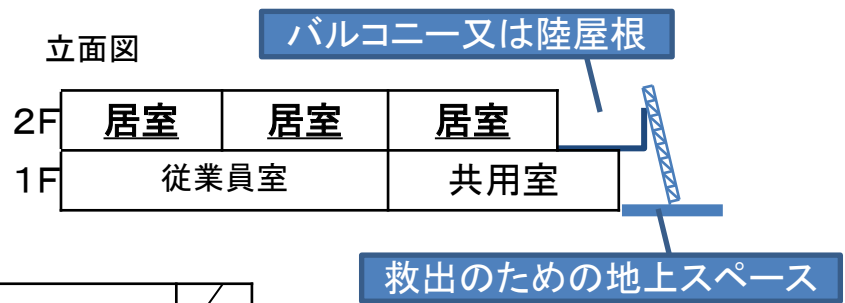 バルコニー又は陸屋根
立面図
2F 居室 居室 居室
1F 従業員室 共用室
救出のための地上スペース